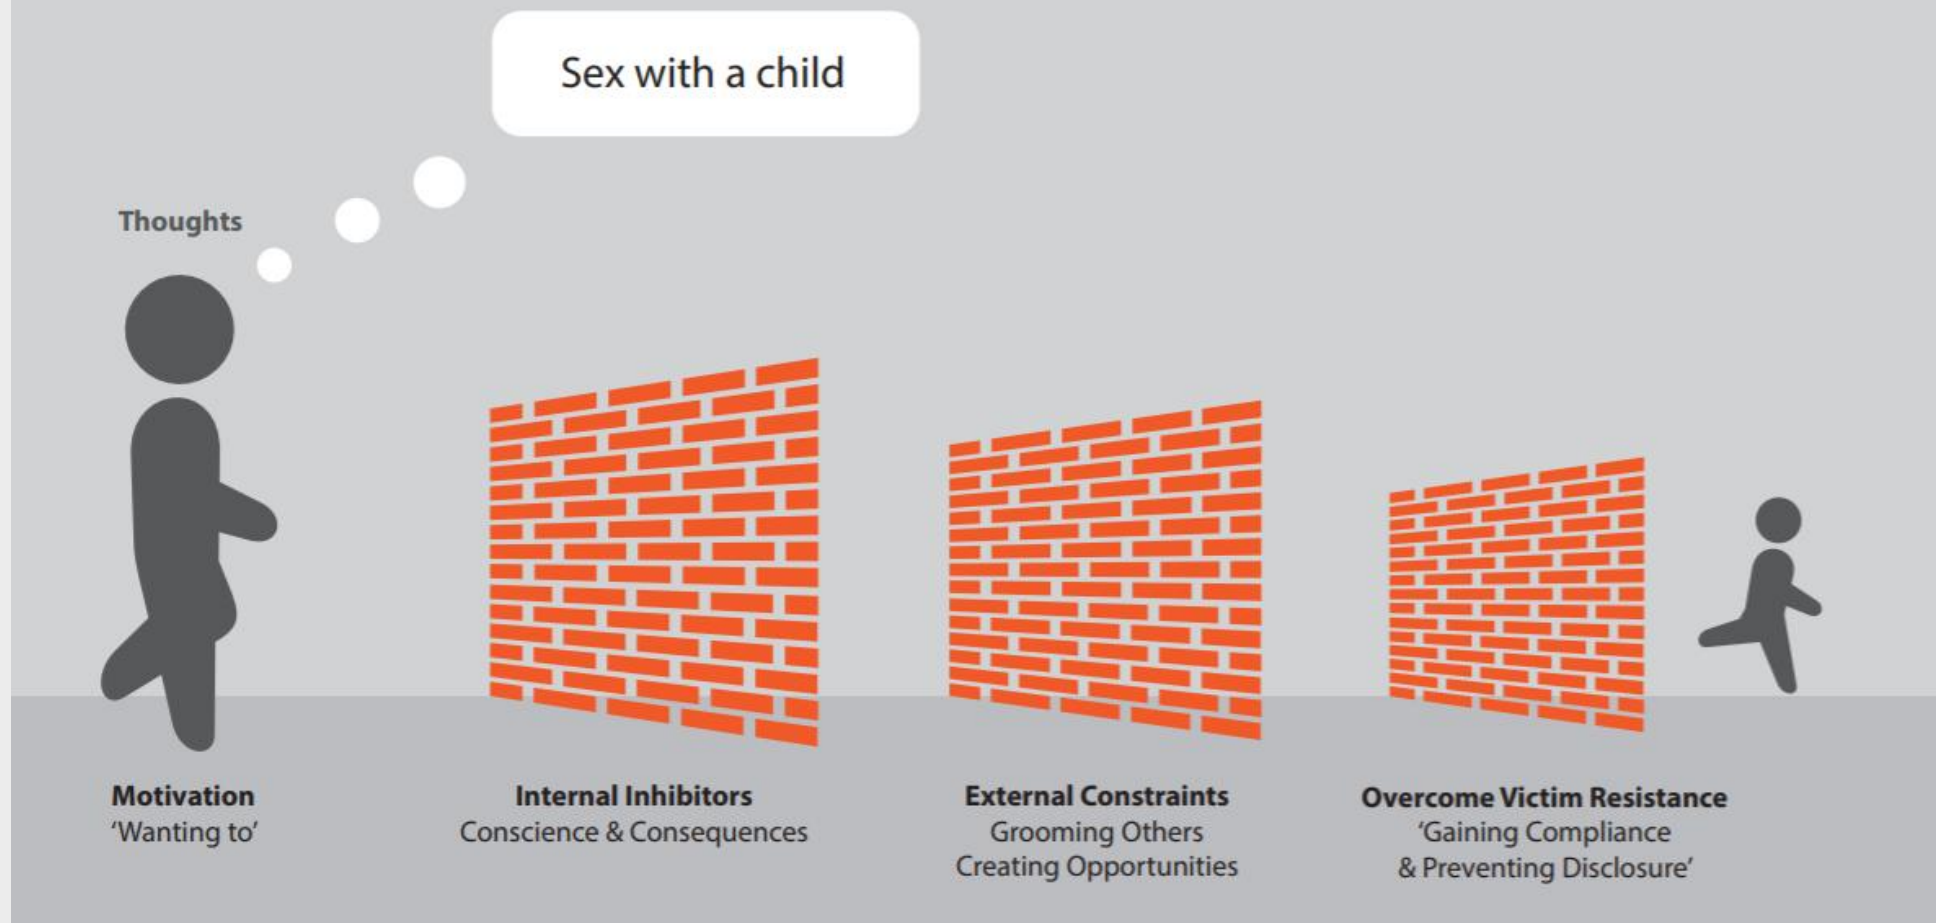 Sex with a child
Thoughts
Motivation
‘Wanting to’
Internal Inhibitors
Conscience & Consequences
External Constraints
Grooming Others
Creating Opportunities
Overcome Victim Resistance
‘Gaining Compliance
& Preventing Disclosure’